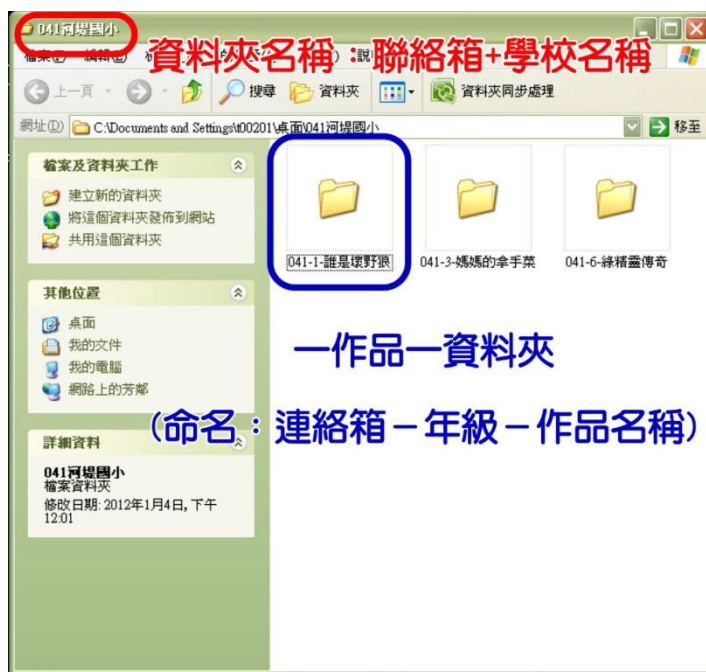 041河堤國小
資料夾名稱：聯絡箱+學校名稱
上一頁 搜尋 資料夾 資料夾同步處理
網址(D) C:\Documents and Settings\t00201\桌面\041河堤國小 移至
檔案及資料夾工作
建立新的資料夾
將這個資料夾發佈到網站
共用這個資料夾
041-1-誰是壞野狼 041-3-媽媽的拿手菜 041-6-綠精靈傳奇
其他位置
桌面
我的文件
我的電腦
網路上的芳鄰
一作品一資料夾
(命名：連絡箱－年級－作品名稱)
詳細資料
041河堤國小
檔案資料夾
修改日期: 2012年1月4日, 下午
12:01